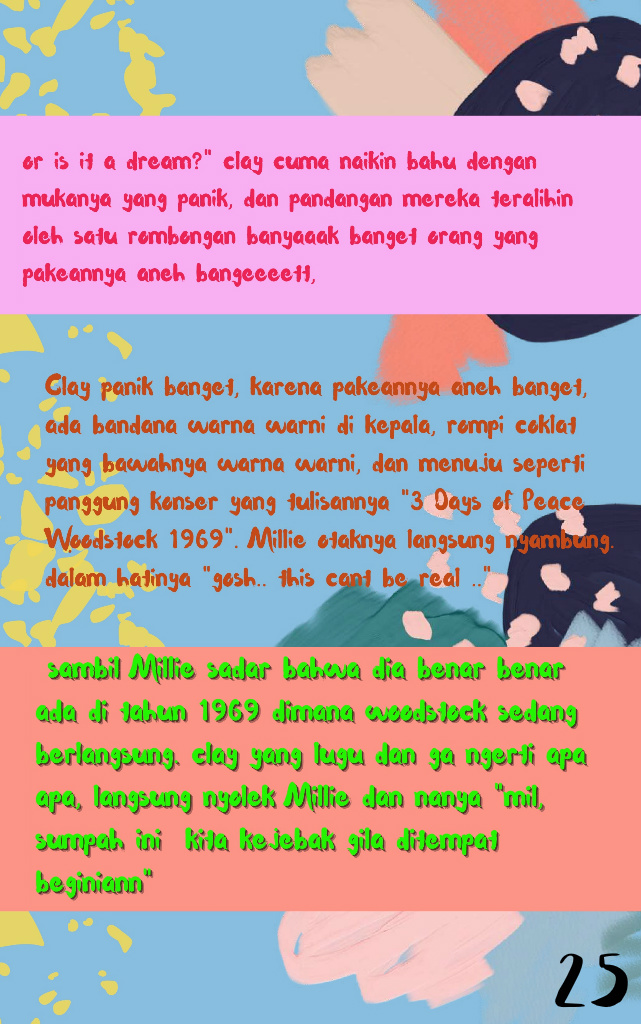 or is it a dream?" clay cuma naikin bahu dengan
mukanya yang panik, dan pandangan mereka teralihin
oleh satu rombongan banyaaak banget orang yang
pakeannya aneh bangeeeett,
Clay panik banget, karena pakeannya aneh banget,
ada bandana warna warni di kepala, rompi coklat
yang bawahnya warna warni, dan menuju seperti
panggung konser yang tulisannya "3 Days of Peace
Woodstock 1969". Millie otaknya langsung nyambung.
dalam hatinya "gosh.. this cant be real .."
sambil Millie sadar bahwa dia benar benar
ada di tahun 1969 dimana woodstock sedang
berlangsung. clay yang lugu dan ga ngerti apa
apa, langsung nyolek Millie dan nanya "mil,
sumpah ini kita kejebak gila ditempat
beginiann"
25